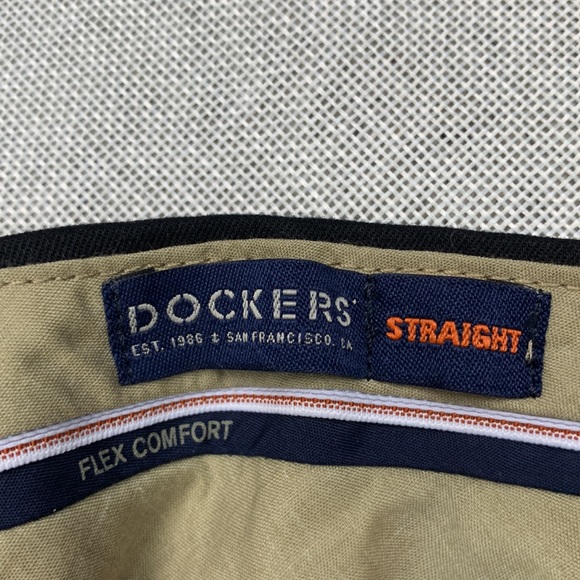 DOCKERS
EST. 1986 ± SAN FRANCISCO, CA
STRAIGHT
FLEX COMFORT